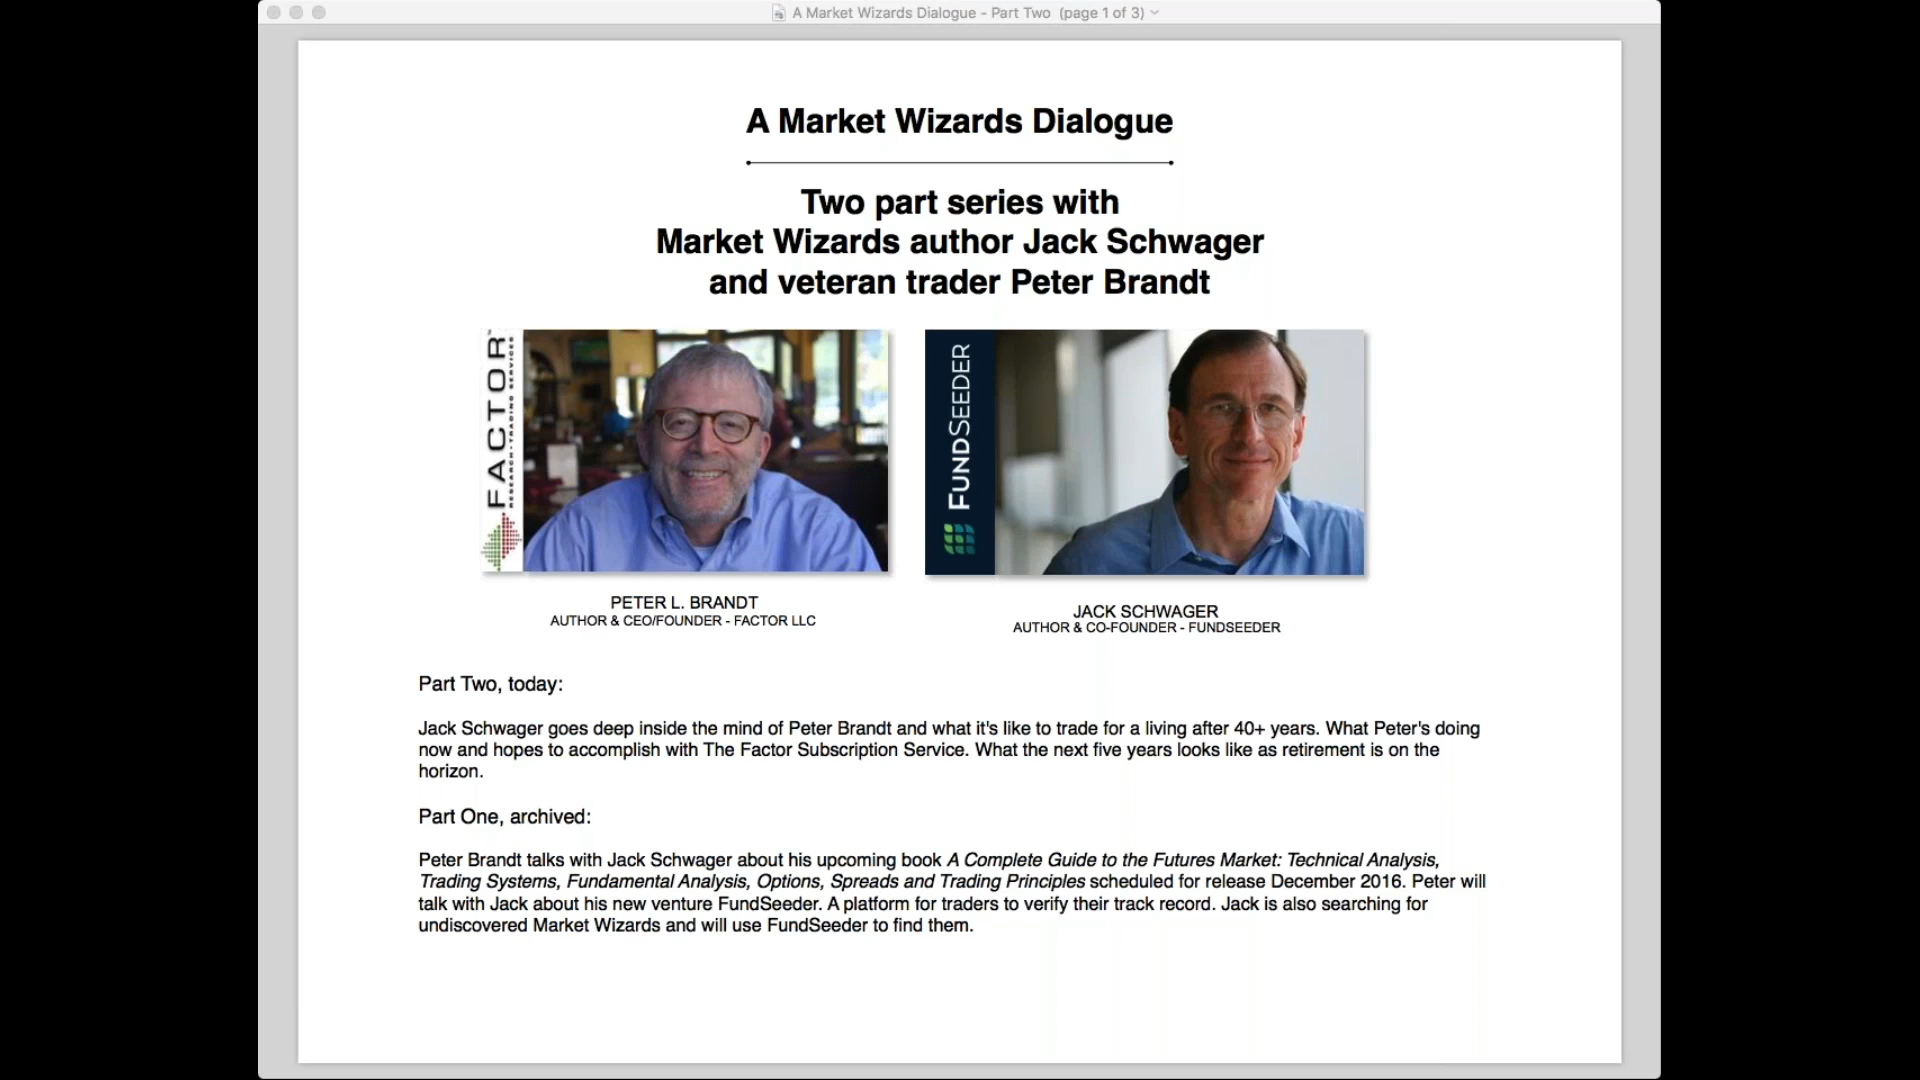 A Market Wizards Dialogue - Part Two (page 1 of 3)
A Market Wizards Dialogue
Two part series with
Market Wizards author Jack Schwager
and veteran trader Peter Brandt
FACTOR™
RESEARCH • TRADING SERVICES
FUNDSEEDER
PETER L. BRANDT
AUTHOR & CEO/FOUNDER - FACTOR LLC
JACK SCHWAGER
AUTHOR & CO-FOUNDER - FUNDSEEDER
Part Two, today:
Jack Schwager goes deep inside the mind of Peter Brandt and what it's like to trade for a living after 40+ years. What Peter's doing
now and hopes to accomplish with The Factor Subscription Service. What the next five years looks like as retirement is on the
horizon.
Part One, archived:
Peter Brandt talks with Jack Schwager about his upcoming book A Complete Guide to the Futures Market: Technical Analysis,
Trading Systems, Fundamental Analysis, Options, Spreads and Trading Principles scheduled for release December 2016. Peter will
talk with Jack about his new venture FundSeeder. A platform for traders to verify their track record. Jack is also searching for
undiscovered Market Wizards and will use FundSeeder to find them.